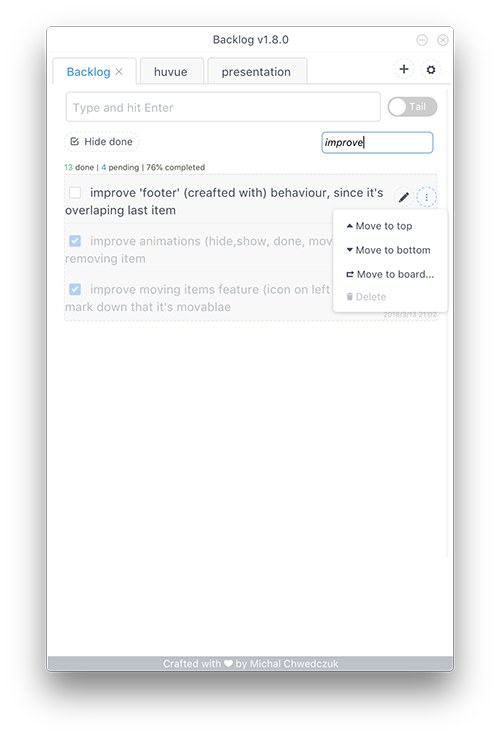 Backlog v1.8.0
Backlog
huvue
presentation
Type and hit Enter
Tail
Hide done
improve
13 done | 4 pending | 76% completed
improve 'footer' (creafted with) behaviour, since it's
overlaping last item
Move to top
improve animations (hide,show, done, mov
Move to bottom
removing item
Move to board...
improve moving items feature (icon on left
Delete
mark down that it's movablae
2018/3/13 21:02
Crafted with ❤ by Michal Chwedczuk